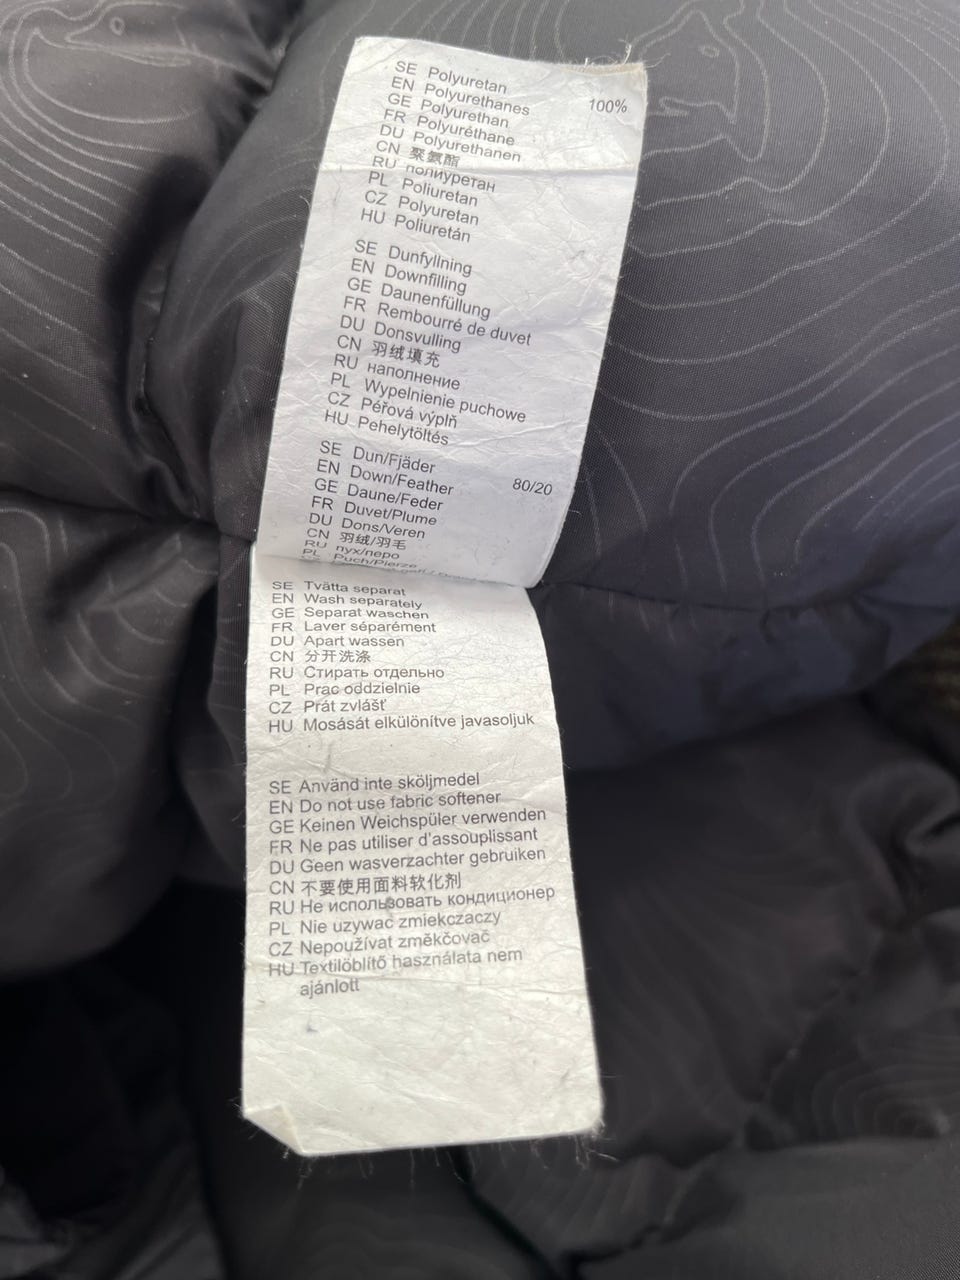 SE Polyuretan
EN Polyurethanes 100%
GE Polyurethan
FR Polyuréthane
DU Polyurethanen
CN 聚氨酯
RU полиуретан
PL Poliuretan
CZ Polyuretan
HU Poliuretán
SE Dunfyllning
EN Downfilling
GE Daunenfüllung
FR Rembourré de duvet
DU Donsvulling
CN 羽绒填充
RU наполнение
PL Wypelnienie puchowe
CZ Péřová výplň
HU Pehelytöltés
SE Dun/Fjäder
EN Down/Feather 80/20
GE Daune/Feder
FR Duvet/Plume
DU Dons/Veren
CN 羽绒/羽毛
RU пух/перо
PL Puch/Pierze
SE Tvätta separat
EN Wash separately
GE Separat waschen
FR Laver séparément
DU Apart wassen
CN 分开洗涤
RU Стирать отдельно
PL Prac oddzielnie
CZ Prát zvlášť
HU Mosását elkülönítve javasoljuk
SE Använd inte sköljmedel
EN Do not use fabric softener
GE Keinen Weichspüler verwenden
FR Ne pas utiliser d'assouplissant
DU Geen wasverzachter gebruiken
CN 不要使用面料软化剂
RU Не использовать кондиционер
PL Nie uzywać zmiekczaczy
CZ Nepoužívat změkčovač
HU Textilöblítő használata nem
ajánlott